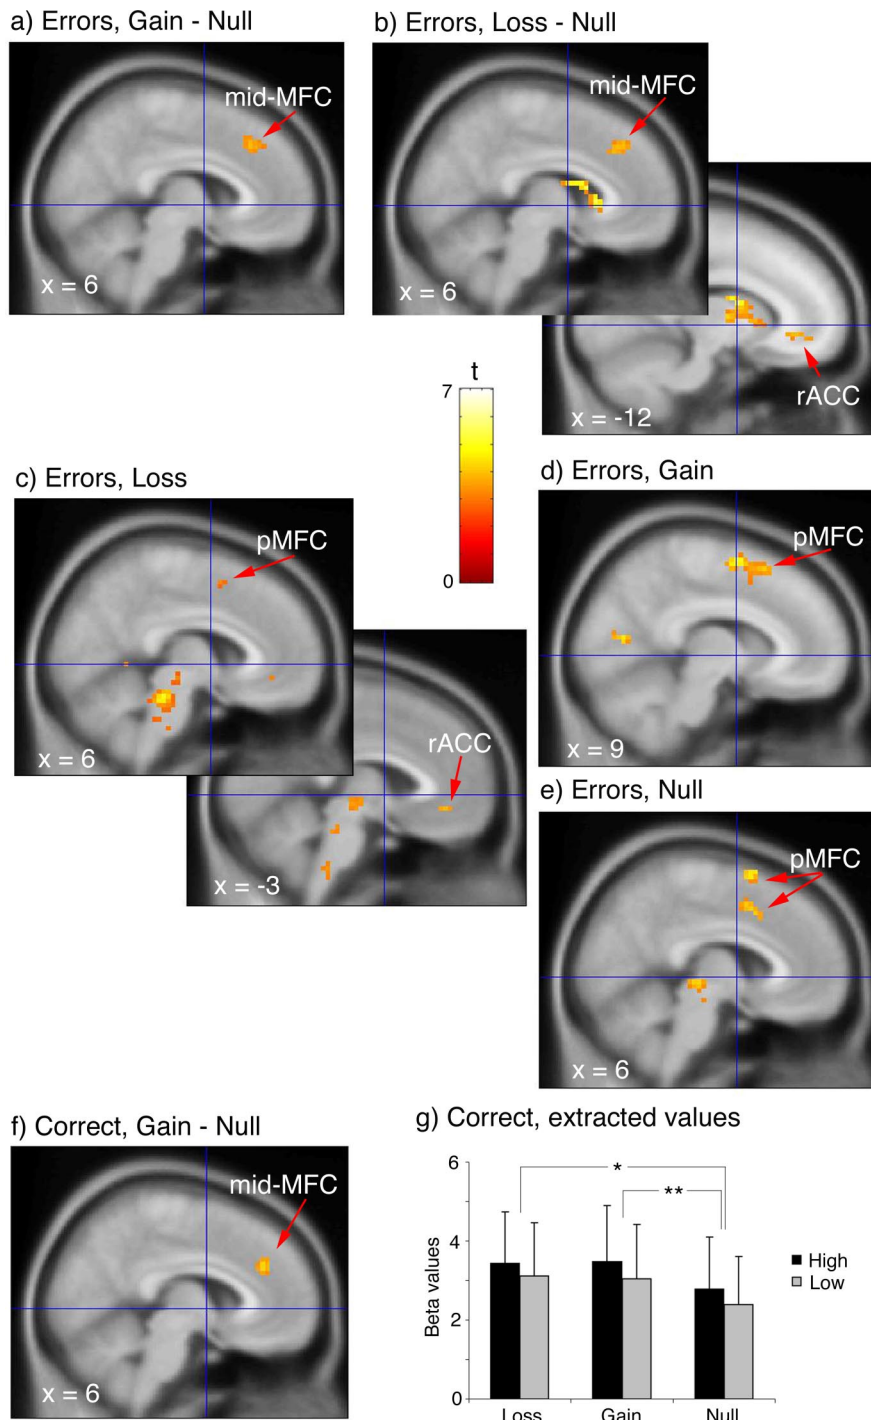 a) Errors, Gain - Null
mid-MFC
x = 6
b) Errors, Loss - Null
mid-MFC
x = 6
rACC
x = -12
t
7
0
c) Errors, Loss
pMFC
x = 6
rACC
x = -3
d) Errors, Gain
pMFC
x = 9
e) Errors, Null
pMFC
x = 6
f) Correct, Gain - Null
mid-MFC
x = 6
g) Correct, extracted values
6
4
2
0
Beta values
*
**
High
Low
Loss Gain Null